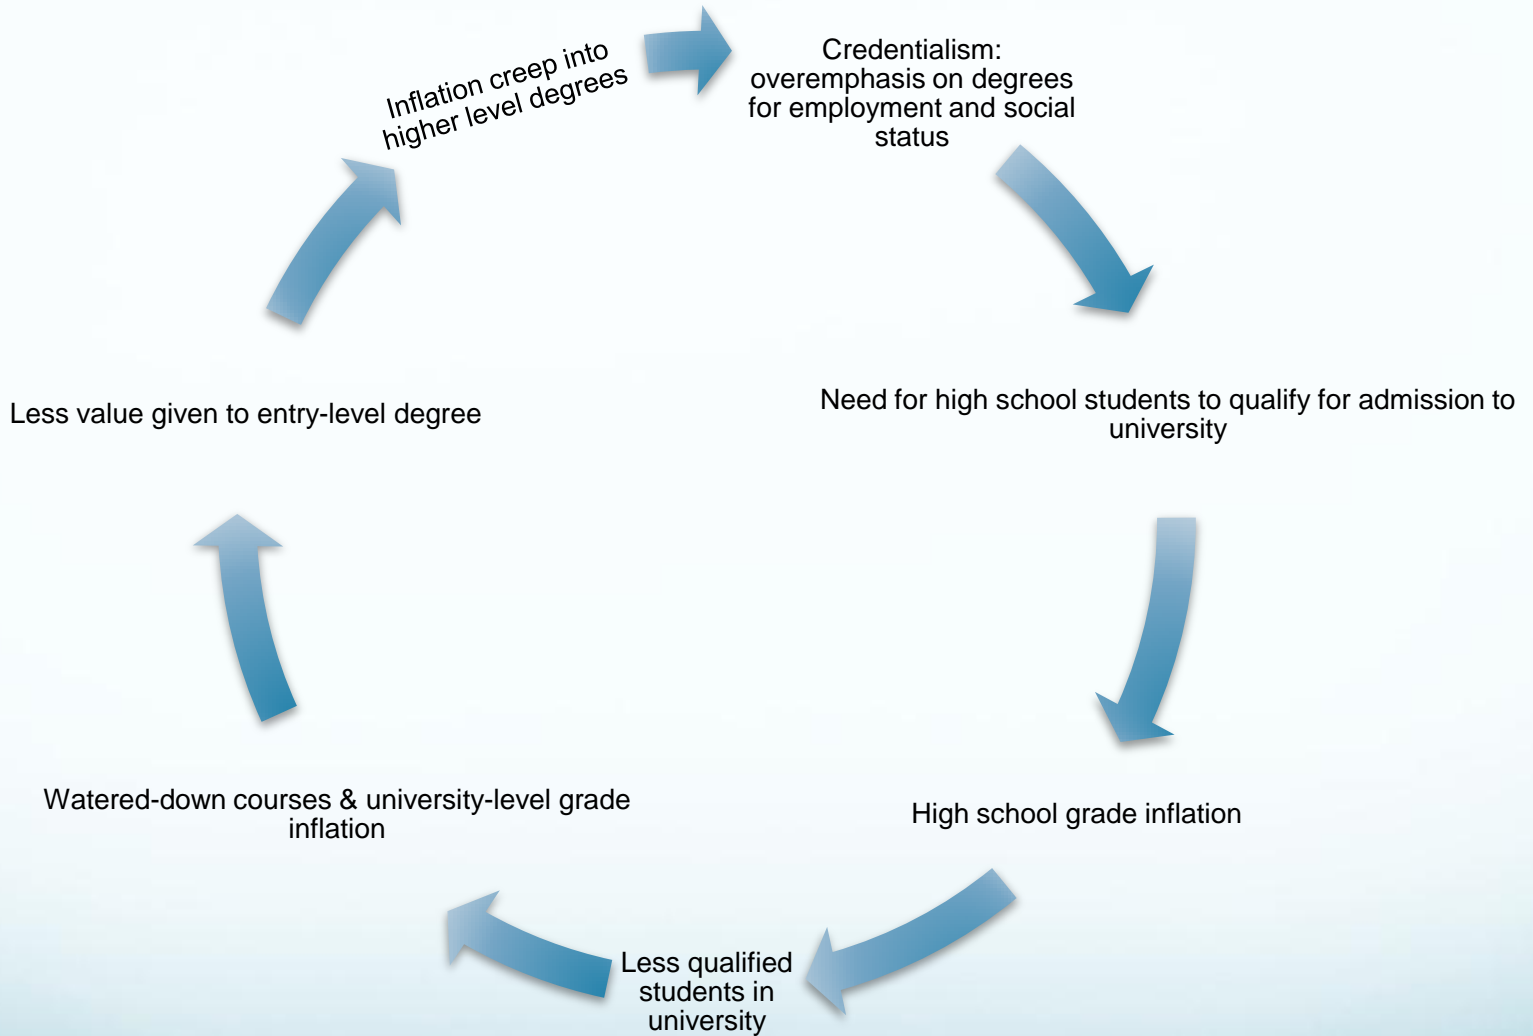 Inflation creep into
higher level degrees
Credentialism:
overemphasis on degrees
for employment and social
status
Need for high school students to qualify for admission to
university
High school grade inflation
Less qualified
students in
university
Watered-down courses & university-level grade
inflation
Less value given to entry-level degree